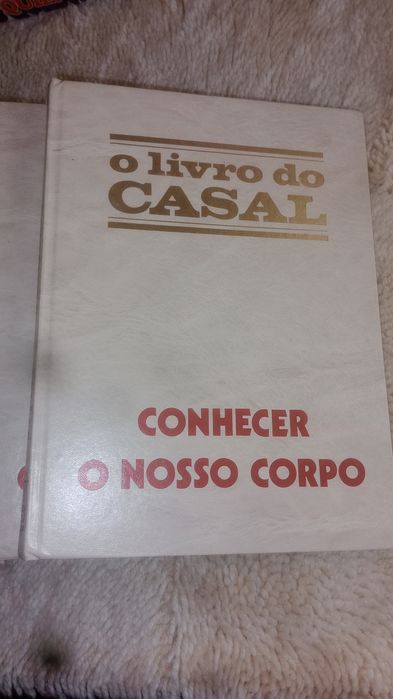 o livro do
CASAL
CONHECER
O NOSSO CORPO